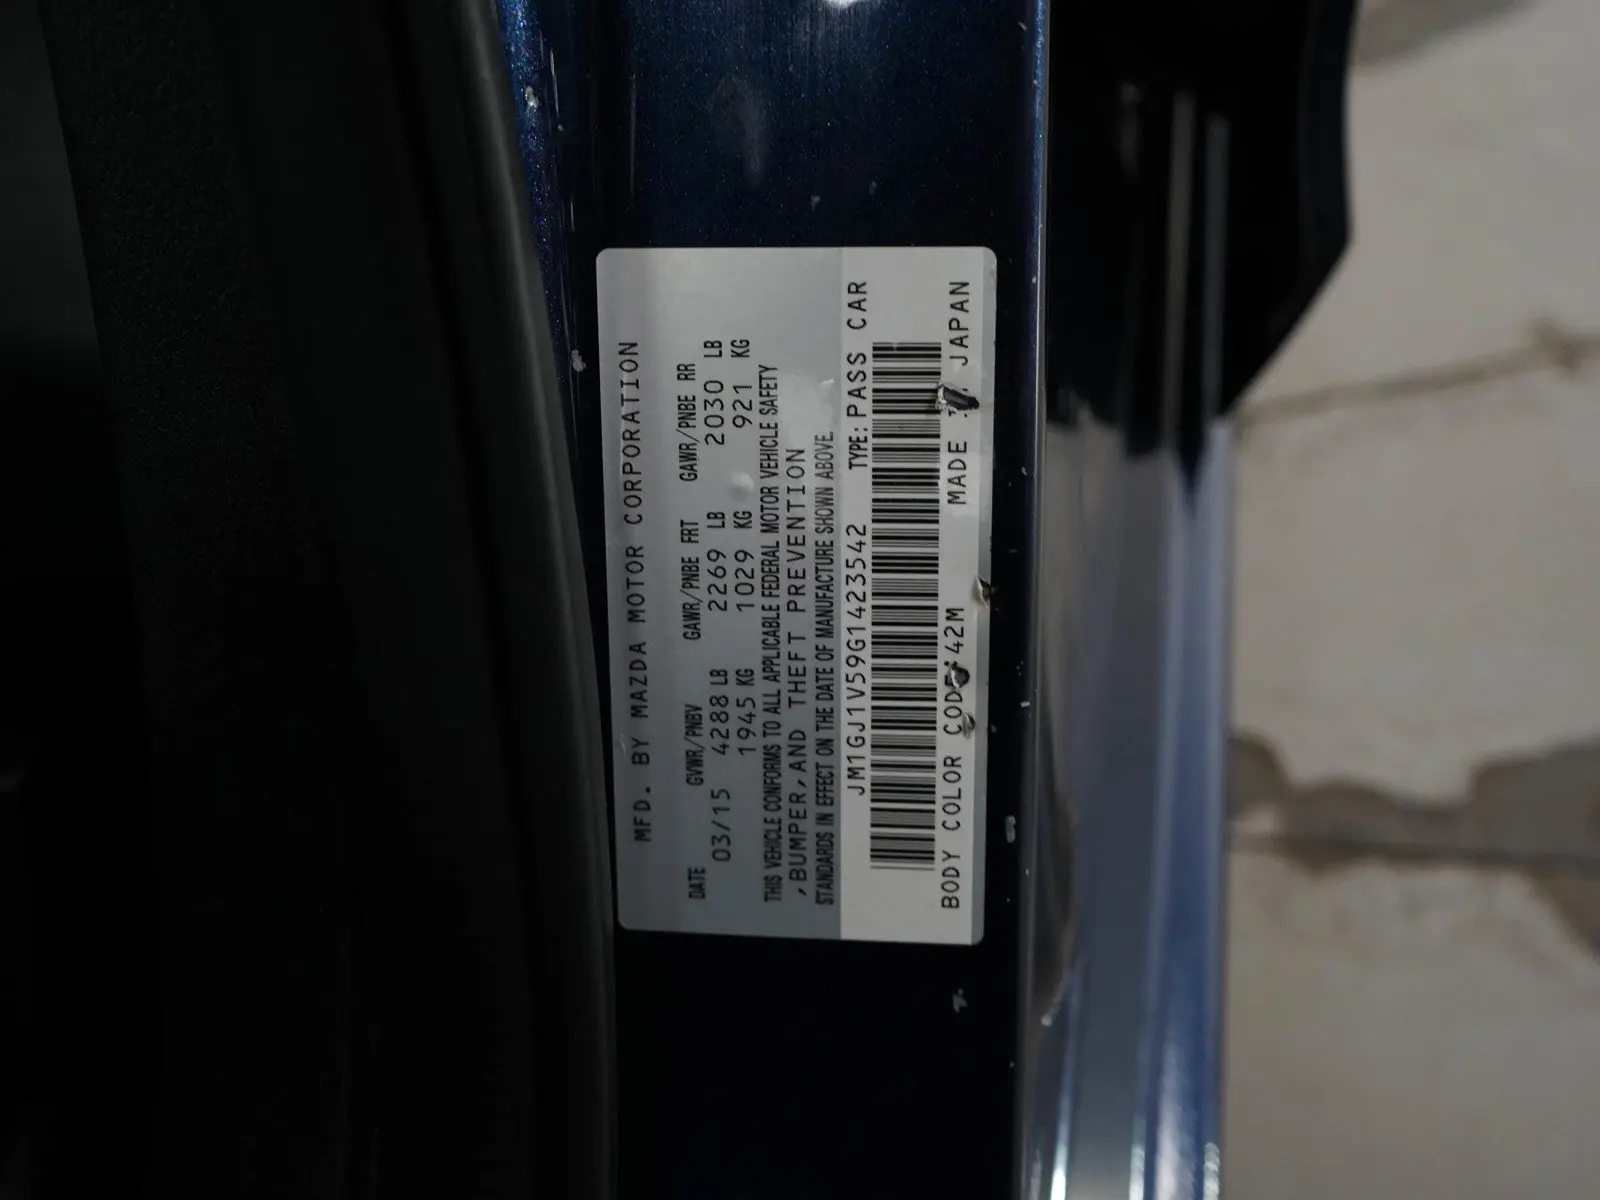 MFD. BY MAZDA MOTOR CORPORATION
DATE GVWR/PNBV GAWR/PNBE FRT GAWR/PNBE RR
03/15 4288 LB 2269 LB 2030 LB
1945 KG 1029 KG 921 KG
THIS VEHICLE CONFORMS TO ALL APPLICABLE FEDERAL MOTOR VEHICLE SAFETY
,BUMPER,AND THEFT PREVENTION
STANDARDS IN EFFECT ON THE DATE OF MANUFACTURE SHOWN ABOVE.
JM1GJ1V59G1423542 TYPE: PASS CAR
BODY COLOR CODE:42M MADE JAPAN